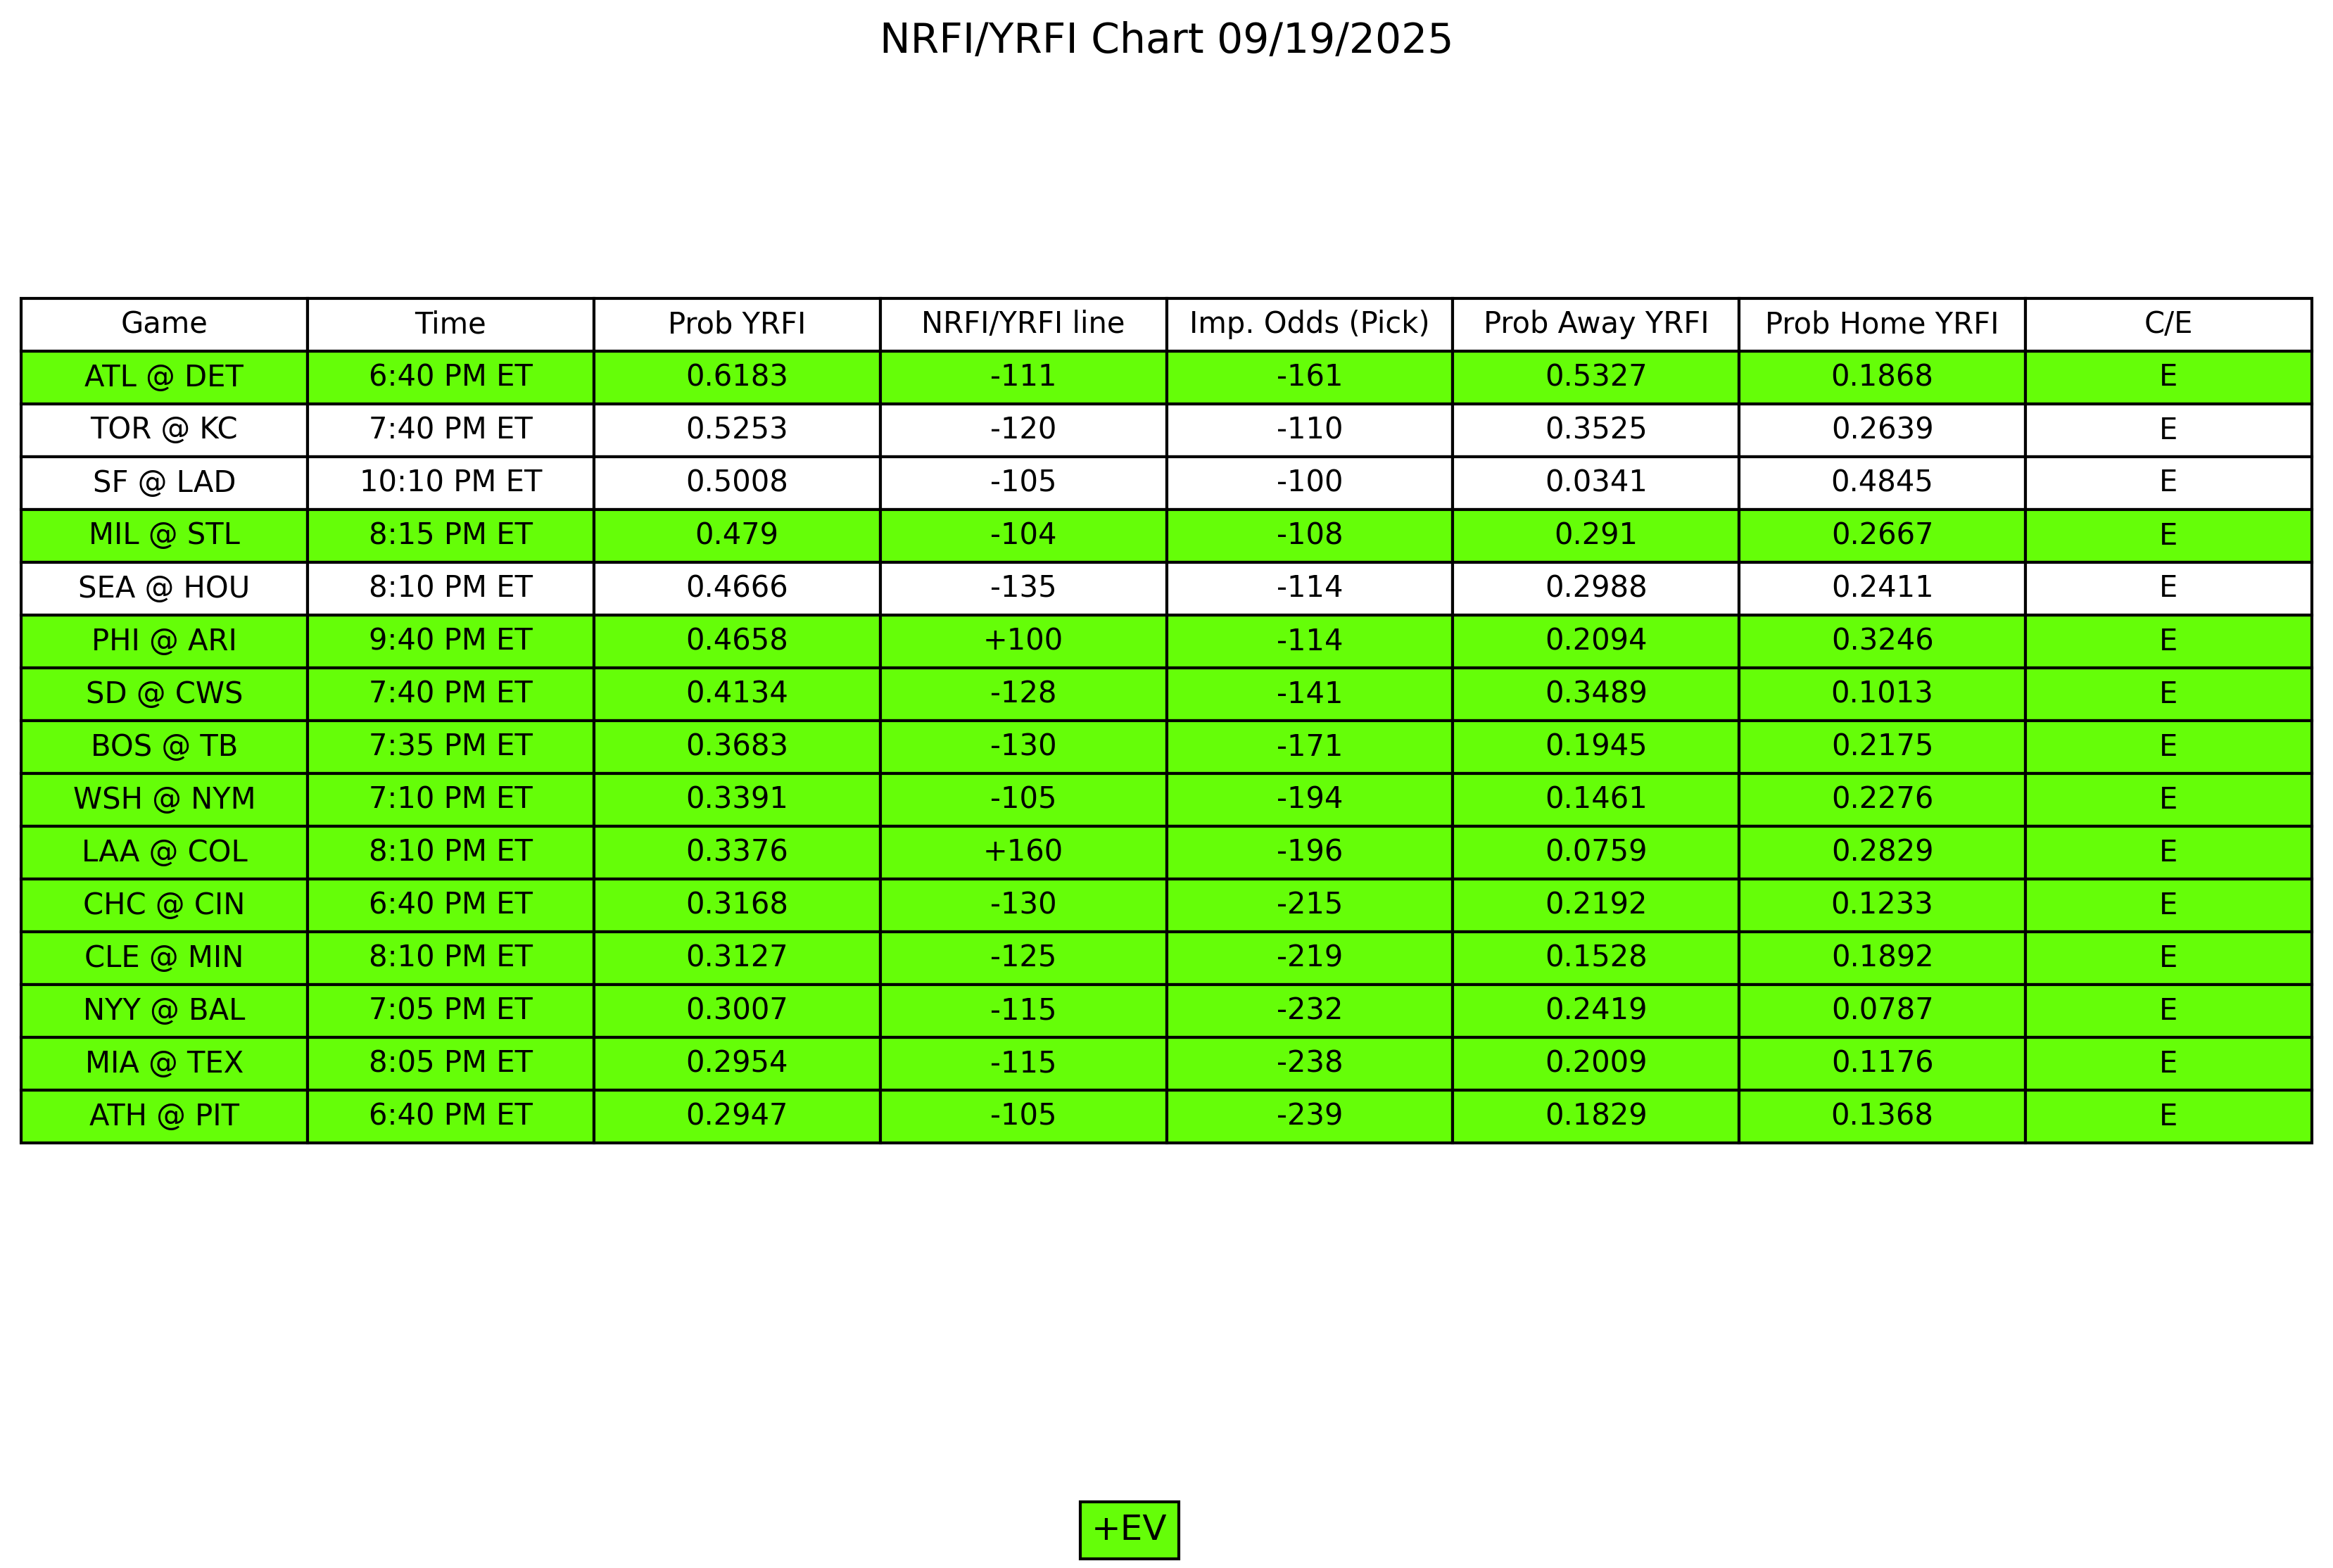 NRFI/YRFI Chart 09/19/2025
Game Time Prob YRFI NRFI/YRFI line Imp. Odds (Pick) Prob Away YRFI Prob Home YRFI C/E
ATL @ DET 6:40 PM ET 0.6183 -111 -161 0.5327 0.1868 E
TOR @ KC 7:40 PM ET 0.5253 -120 -110 0.3525 0.2639 E
SF @ LAD 10:10 PM ET 0.5008 -105 -100 0.0341 0.4845 E
MIL @ STL 8:15 PM ET 0.479 -104 -108 0.291 0.2667 E
SEA @ HOU 8:10 PM ET 0.4666 -135 -114 0.2988 0.2411 E
PHI @ ARI 9:40 PM ET 0.4658 +100 -114 0.2094 0.3246 E
SD @ CWS 7:40 PM ET 0.4134 -128 -141 0.3489 0.1013 E
BOS @ TB 7:35 PM ET 0.3683 -130 -171 0.1945 0.2175 E
WSH @ NYM 7:10 PM ET 0.3391 -105 -194 0.1461 0.2276 E
LAA @ COL 8:10 PM ET 0.3376 +160 -196 0.0759 0.2829 E
CHC @ CIN 6:40 PM ET 0.3168 -130 -215 0.2192 0.1233 E
CLE @ MIN 8:10 PM ET 0.3127 -125 -219 0.1528 0.1892 E
NYY @ BAL 7:05 PM ET 0.3007 -115 -232 0.2419 0.0787 E
MIA @ TEX 8:05 PM ET 0.2954 -115 -238 0.2009 0.1176 E
ATH @ PIT 6:40 PM ET 0.2947 -105 -239 0.1829 0.1368 E
+EV